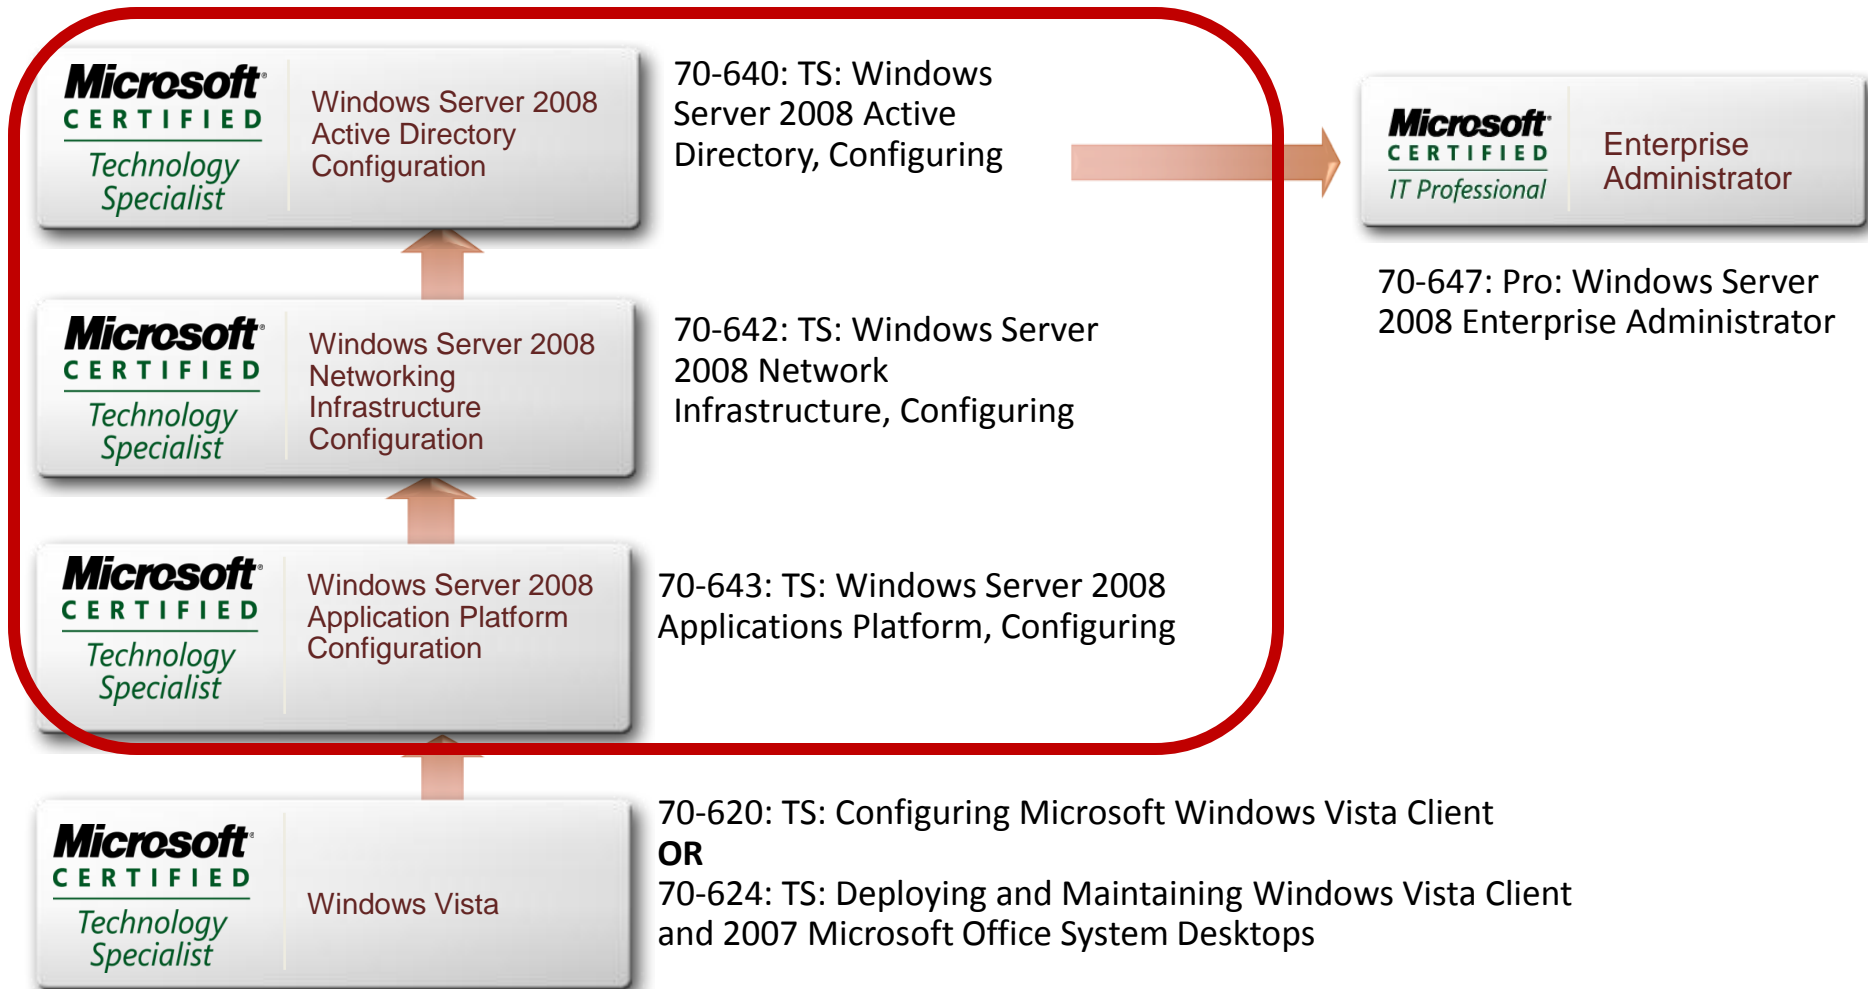 Microsoft®
CERTIFIED
Technology
Specialist
Windows Server 2008
Active Directory
Configuration
70-640: TS: Windows
Server 2008 Active
Directory, Configuring
Microsoft®
CERTIFIED
IT Professional
Enterprise
Administrator
70-647: Pro: Windows Server
2008 Enterprise Administrator
Microsoft®
CERTIFIED
Technology
Specialist
Windows Server 2008
Networking
Infrastructure
Configuration
70-642: TS: Windows Server
2008 Network
Infrastructure, Configuring
Microsoft®
CERTIFIED
Technology
Specialist
Windows Server 2008
Application Platform
Configuration
70-643: TS: Windows Server 2008
Applications Platform, Configuring
Microsoft®
CERTIFIED
Technology
Specialist
Windows Vista
70-620: TS: Configuring Microsoft Windows Vista Client
OR
70-624: TS: Deploying and Maintaining Windows Vista Client
and 2007 Microsoft Office System Desktops